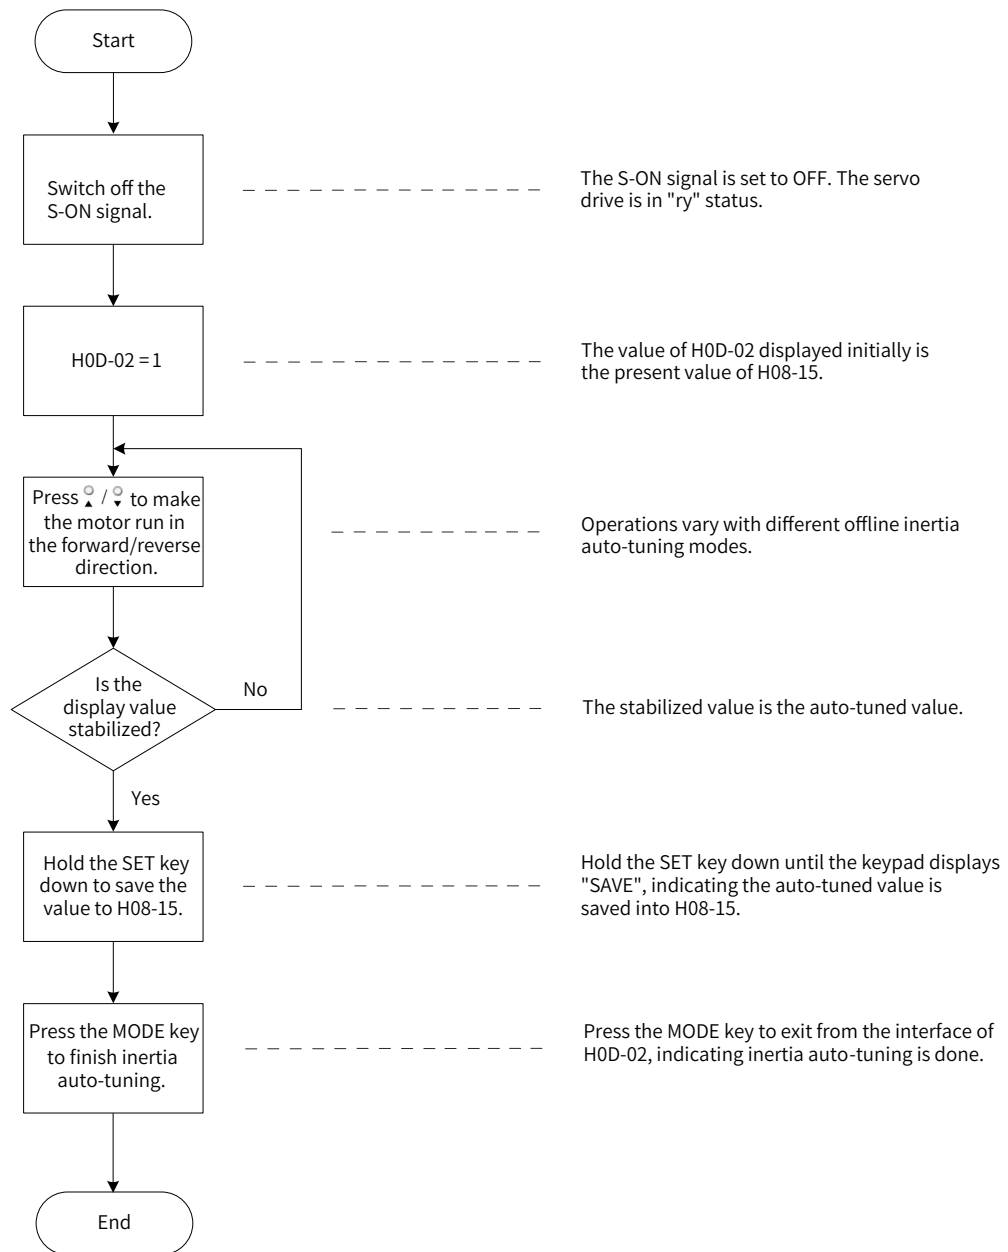 Start
Switch off the
S-ON signal.
The S-ON signal is set to OFF. The servo
drive is in "ry" status.
H0D-02 = 1
The value of H0D-02 displayed initially is
the present value of H08-15.
Press ▲ / ▼ to make
the motor run in
the forward/reverse
direction.
Operations vary with different offline inertia
auto-tuning modes.
Is the
display value
stabilized?
No
The stabilized value is the auto-tuned value.
Yes
Hold the SET key
down to save the
value to H08-15.
Hold the SET key down until the keypad displays
"SAVE", indicating the auto-tuned value is
saved into H08-15.
Press the MODE key
to finish inertia
auto-tuning.
Press the MODE key to exit from the interface of
H0D-02, indicating inertia auto-tuning is done.
End